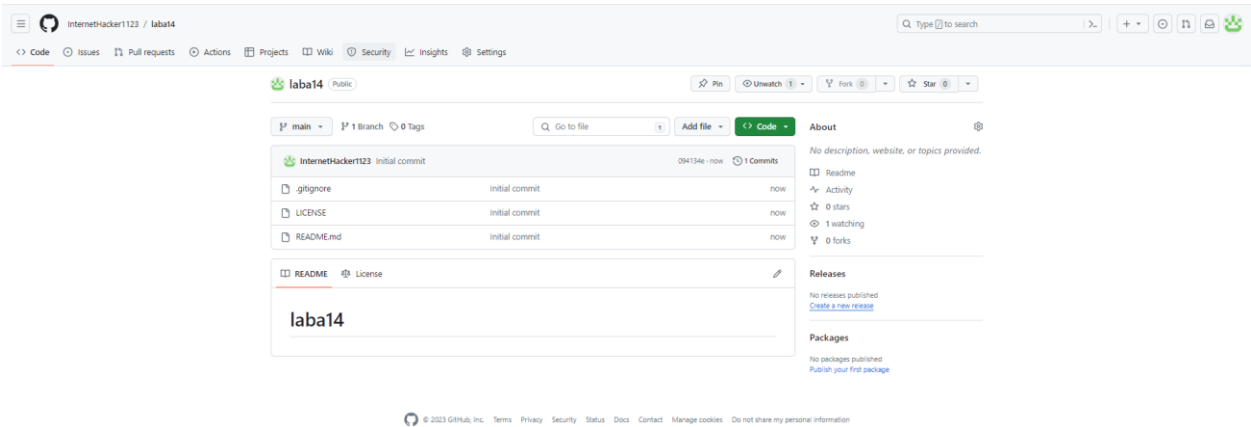 InternetHacker1123 / laba14
Type / to search
Code Issues Pull requests Actions Projects Wiki Security Insights Settings
laba14 Public
Pin Unwatch 1 Fork 0 Star 0
main 1 Branch 0 Tags Go to file t Add file Code
InternetHacker1123 Initial commit 094134e · now 1 Commits
.gitignore Initial commit now
LICENSE Initial commit now
README.md Initial commit now
README License
laba14
About
No description, website, or topics provided.
Readme
Activity
0 stars
1 watching
0 forks
Releases
No releases published
Create a new release
Packages
No packages published
Publish your first package
© 2023 GitHub, Inc. Terms Privacy Security Status Docs Contact Manage cookies Do not share my personal information